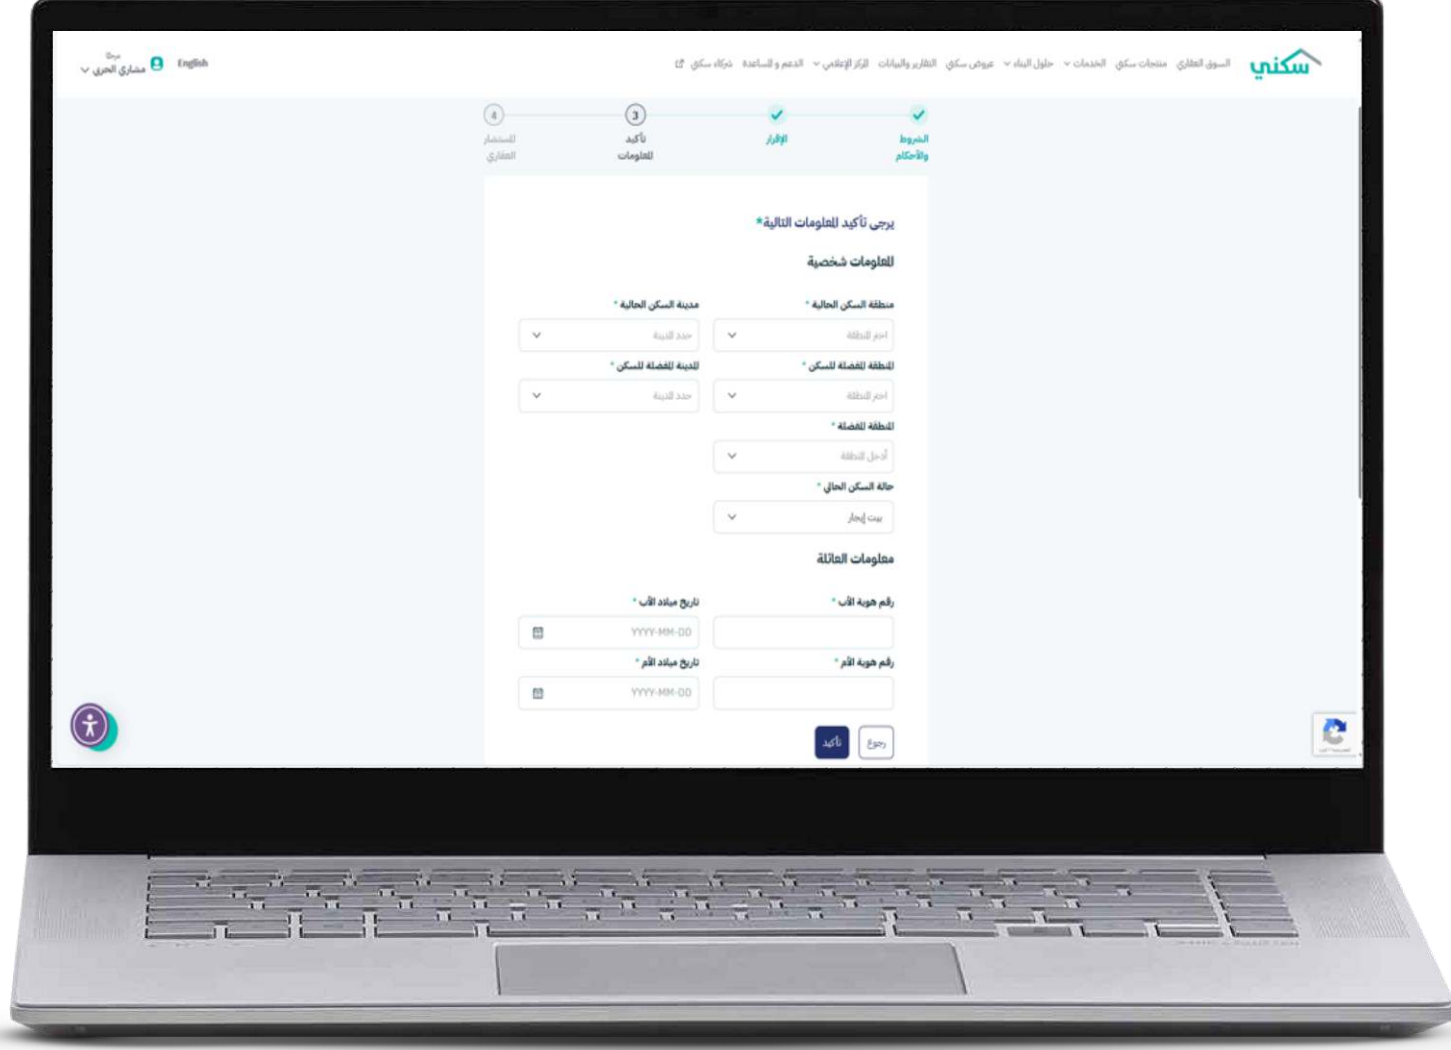 سكني
السوق العقاري منتجات سكني الخدمات حلول البناء عروض سكني التقارير والبيانات المركز الإعلامي الدعم و المساعدة شركاء سكني
English
مرحبًا
مشاري الحربي
الشروط والأحكام
الإقرار
3
تأكيد المعلومات
4
المستشار العقاري
يرجى تأكيد المعلومات التالية*
المعلومات شخصية
منطقة السكن الحالية * مدينة السكن الحالية *
اختر المنطقة حدد المدينة
المنطقة المفضلة للسكن * المدينة المفضلة للسكن *
اختر المنطقة حدد المدينة
المنطقة المفضلة *
أدخل المنطقة
حالة السكن الحالي *
بيت إيجار
معلومات العائلة
رقم هوية الأب * تاريخ ميلاد الأب *
YYYY-MM-DD
رقم هوية الأم * تاريخ ميلاد الأم *
YYYY-MM-DD
رجوع تأكيد